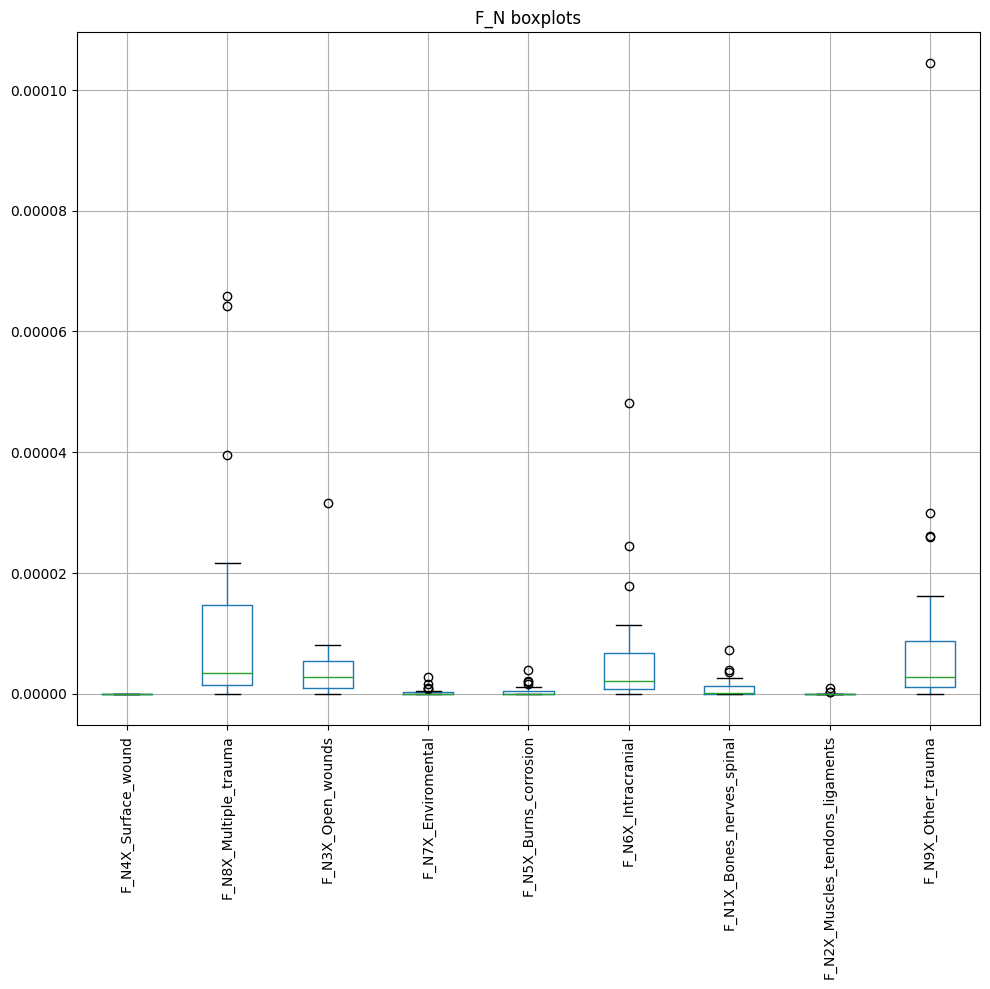 F_N boxplots
0.00010
0.00008
0.00006
0.00004
0.00002
0.00000
F_N4X_Surface_wound
F_N8X_Multiple_trauma
F_N3X_Open_wounds
F_N7X_Enviromental
F_N5X_Burns_corrosion
F_N6X_Intracranial
F_N1X_Bones_nerves_spinal
F_N2X_Muscles_tendons_ligaments
F_N9X_Other_trauma